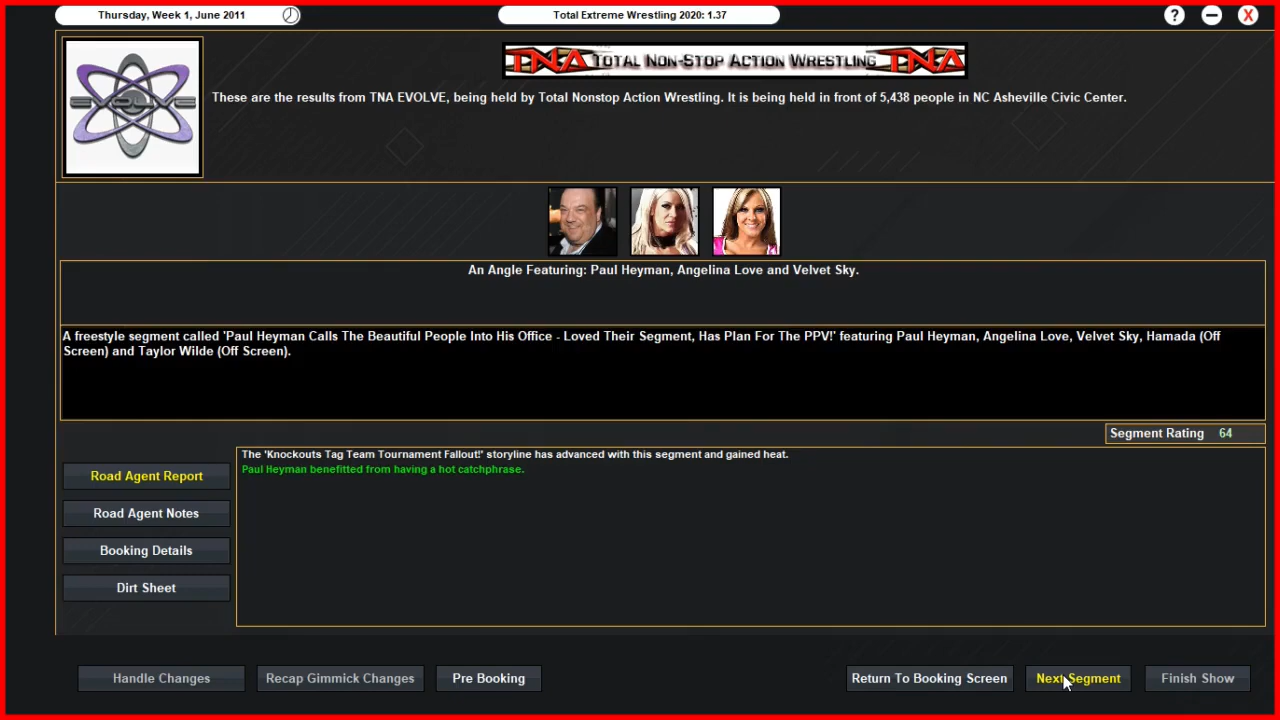 Thursday, Week 1, June 2011
Total Extreme Wrestling 2020: 1.37
?
X
EVOLVE
TNA TOTAL NON-STOP ACTION WRESTLING TNA
These are the results from TNA EVOLVE, being held by Total Nonstop Action Wrestling. It is being held in front of 5,438 people in NC Asheville Civic Center.
An Angle Featuring: Paul Heyman, Angelina Love and Velvet Sky.
A freestyle segment called 'Paul Heyman Calls The Beautiful People Into His Office - Loved Their Segment, Has Plan For The PPV!' featuring Paul Heyman, Angelina Love, Velvet Sky, Hamada (Off
Screen) and Taylor Wilde (Off Screen).
Segment Rating 64
The 'Knockouts Tag Team Tournament Fallout!' storyline has advanced with this segment and gained heat.
Paul Heyman benefitted from having a hot catchphrase.
Road Agent Report
Road Agent Notes
Booking Details
Dirt Sheet
Handle Changes
Recap Gimmick Changes
Pre Booking
Return To Booking Screen
Next Segment
Finish Show